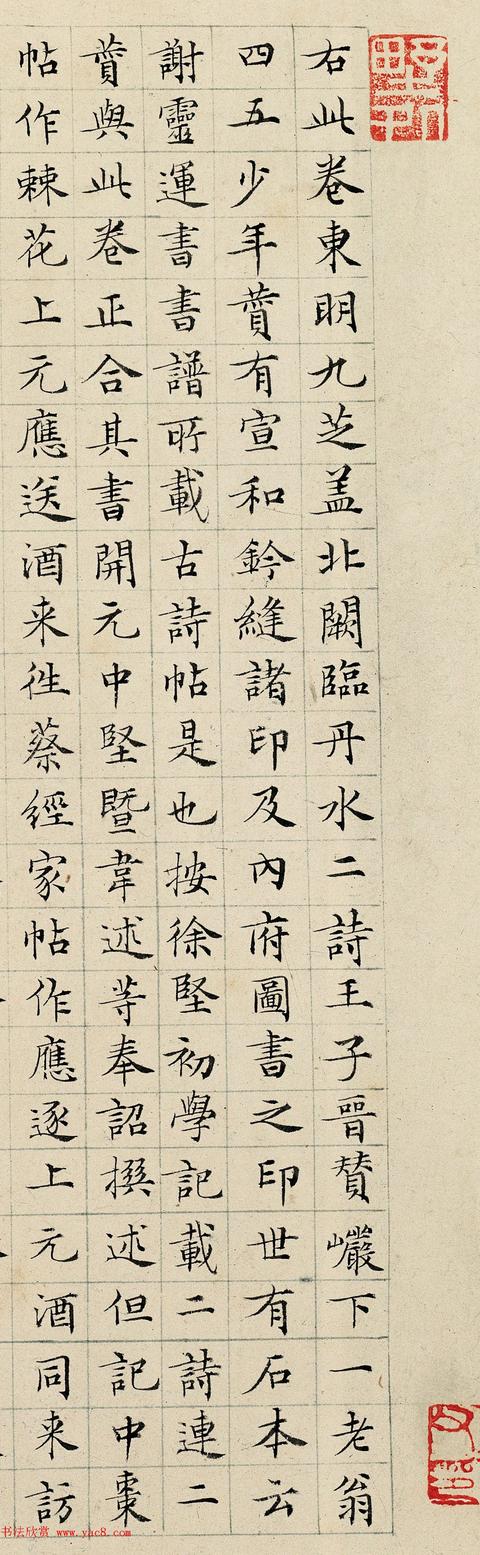 右此卷東明九芝盖北闕臨丹水二詩王子晉賛巗下一老翁
四五少年賛有宣和鈐縫諸印及內府圖書之印世有石本云
謝靈運書書譜所載古詩帖是也按徐堅初學記載二詩連二
賛與此卷正合其書開元中堅暨韋述等奉詔撰述但記中棗
帖作棘花上元應送酒来徃蔡經家帖作應逐上元酒同来訪
书法欣赏 www.yac8.com